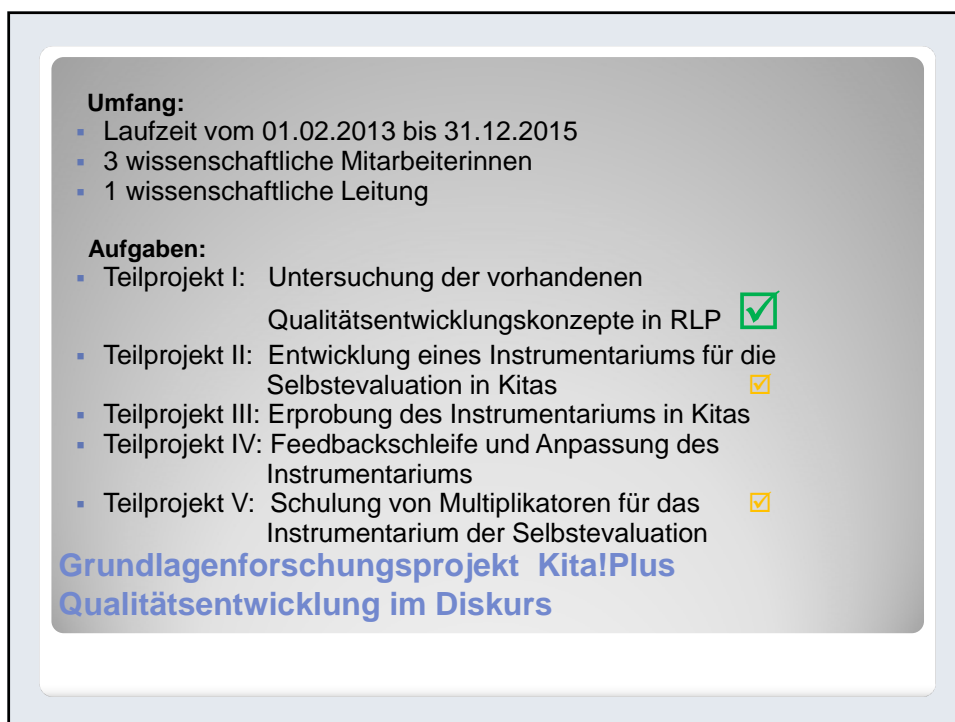 Umfang:
▪ Laufzeit vom 01.02.2013 bis 31.12.2015
▪ 3 wissenschaftliche Mitarbeiterinnen
▪ 1 wissenschaftliche Leitung
Aufgaben:
▪ Teilprojekt I: Untersuchung der vorhandenen
Qualitätsentwicklungskonzepte in RLP ☑
▪ Teilprojekt II: Entwicklung eines Instrumentariums für die
Selbstevaluation in Kitas ☑
▪ Teilprojekt III: Erprobung des Instrumentariums in Kitas
▪ Teilprojekt IV: Feedbackschleife und Anpassung des
Instrumentariums
▪ Teilprojekt V: Schulung von Multiplikatoren für das ☑
Instrumentarium der Selbstevaluation
Grundlagenforschungsprojekt Kita!Plus
Qualitätsentwicklung im Diskurs